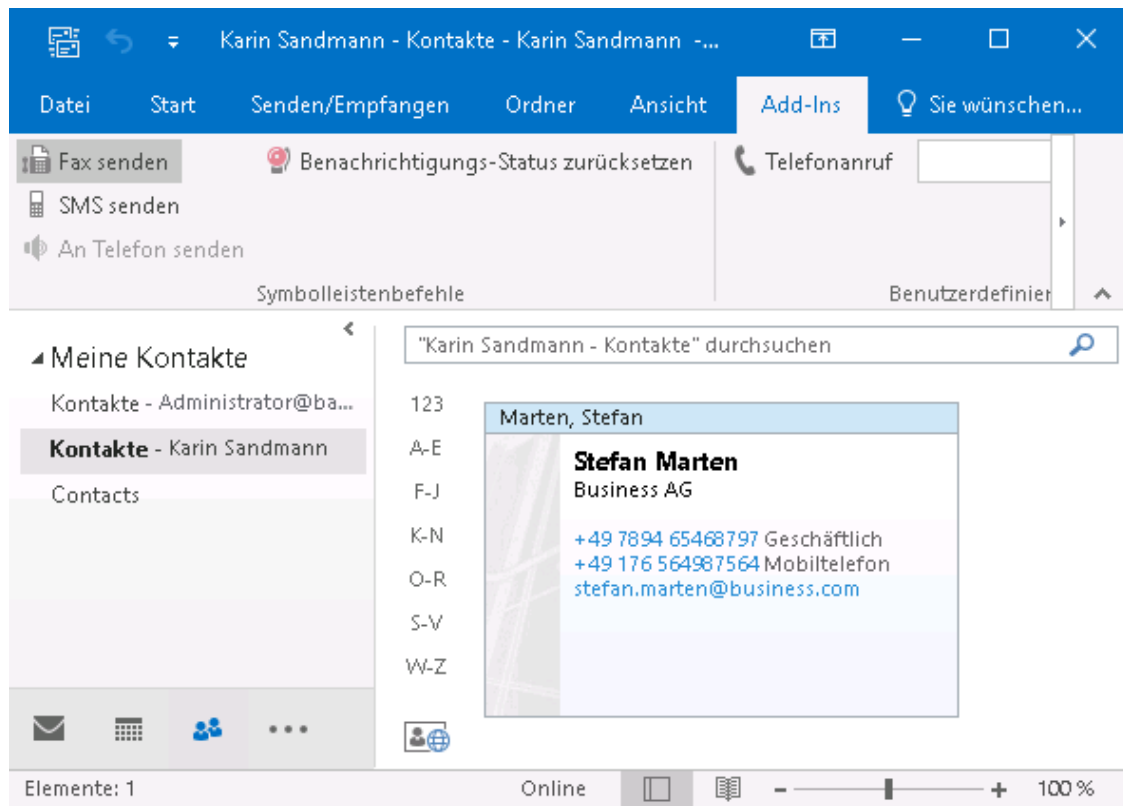 Karin Sandmann - Kontakte - Karin Sandmann -...
Datei Start Senden/Empfangen Ordner Ansicht Add-Ins Sie wünschen...
Fax senden Benachrichtigungs-Status zurücksetzen Telefonanruf
SMS senden
An Telefon senden
Symbolleistenbefehle Benutzerdefinier
Meine Kontakte
Kontakte - Administrator@ba...
Kontakte - Karin Sandmann
Contacts
"Karin Sandmann - Kontakte" durchsuchen
123
A-E
F-J
K-N
O-R
S-V
W-Z
Marten, Stefan
Stefan Marten
Business AG
+49 7894 65468797 Geschäftlich
+49 176 564987564 Mobiltelefon
stefan.marten@business.com
Elemente: 1 Online 100 %